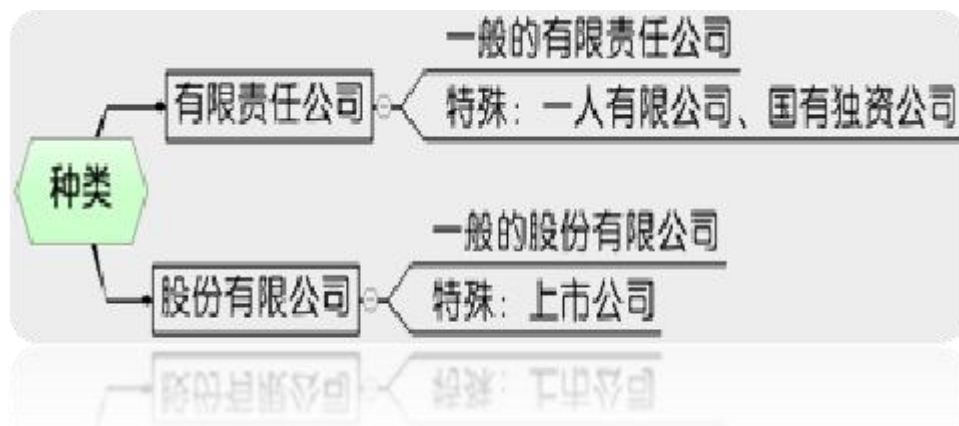 种类
有限责任公司
一般的有限责任公司
特殊：一人有限公司、国有独资公司
股份有限公司
一般的股份有限公司
特殊：上市公司